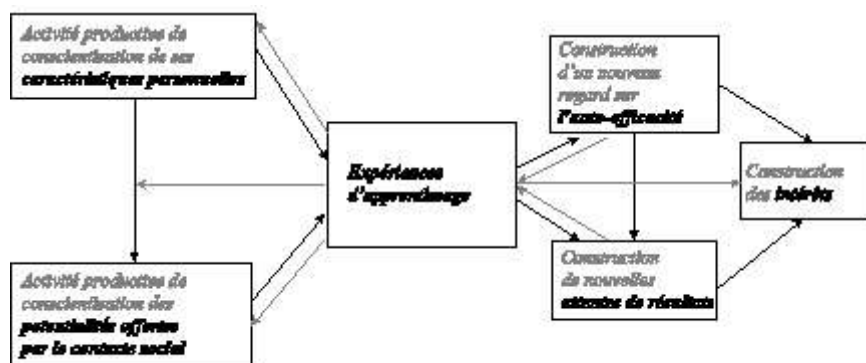 Activité productive de
conscientisation de ses
caractéristiques personnelles
Construction
d'un nouveau
regard sur
l'auto-efficacité
Expériences
d'apprentissage
Construction
des intérêts
Activité productive de
conscientisation des
potentialités offertes
par le contexte social
Construction
de nouvelles
attentes de résultats